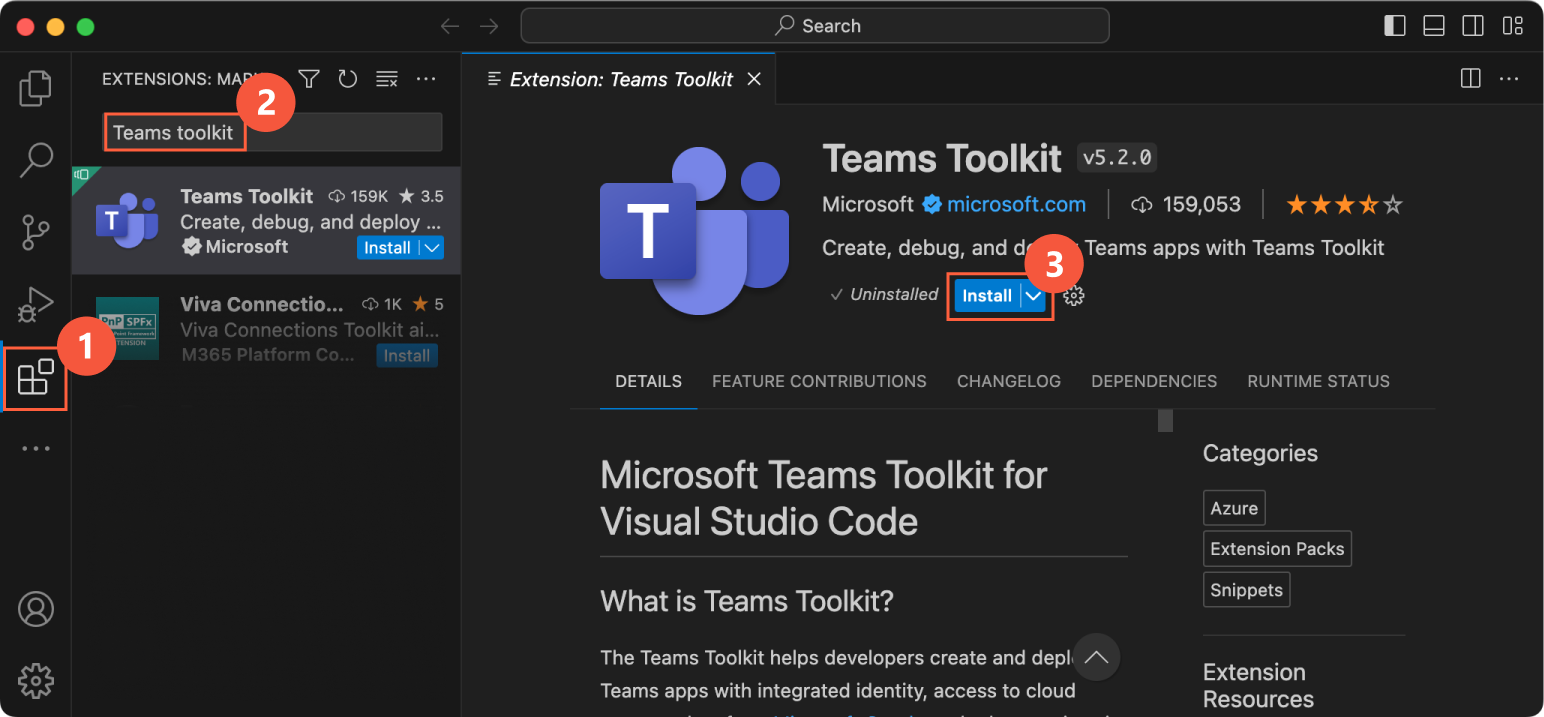 Search
EXTENSIONS: MAR
2
Teams toolkit
Teams Toolkit 159K ★ 3.5
Create, debug, and deploy ...
Microsoft Install
Viva Connectio... 1K ★ 5
Viva Connections Toolkit ai...
M365 Platform Co... Install
PnP SPFx
1
Extension: Teams Toolkit
T
T
Teams Toolkit v5.2.0
Microsoft microsoft.com 159,053
Create, debug, and Teams apps with Teams Toolkit
3
Uninstalled Install
DETAILS FEATURE CONTRIBUTIONS CHANGELOG DEPENDENCIES RUNTIME STATUS
Microsoft Teams Toolkit for
Visual Studio Code
What is Teams Toolkit?
The Teams Toolkit helps developers create and depl
Teams apps with integrated identity, access to cloud
Categories
Azure
Extension Packs
Snippets
Extension
Resources